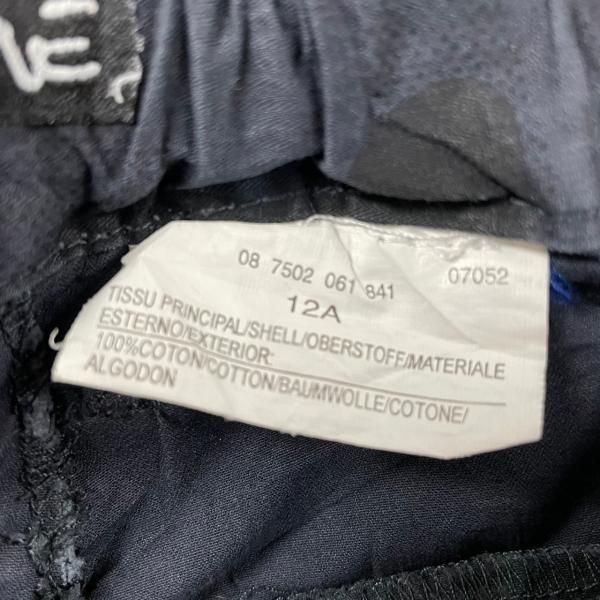 08 7502 061 841 07052
12A
TISSU PRINCIPAL/SHELL/OBERSTOFF/MATERIALE
ESTERNO/EXTERIOR:
100%COTON/COTTON/BAUMWOLLE/COTONE/
ALGODON